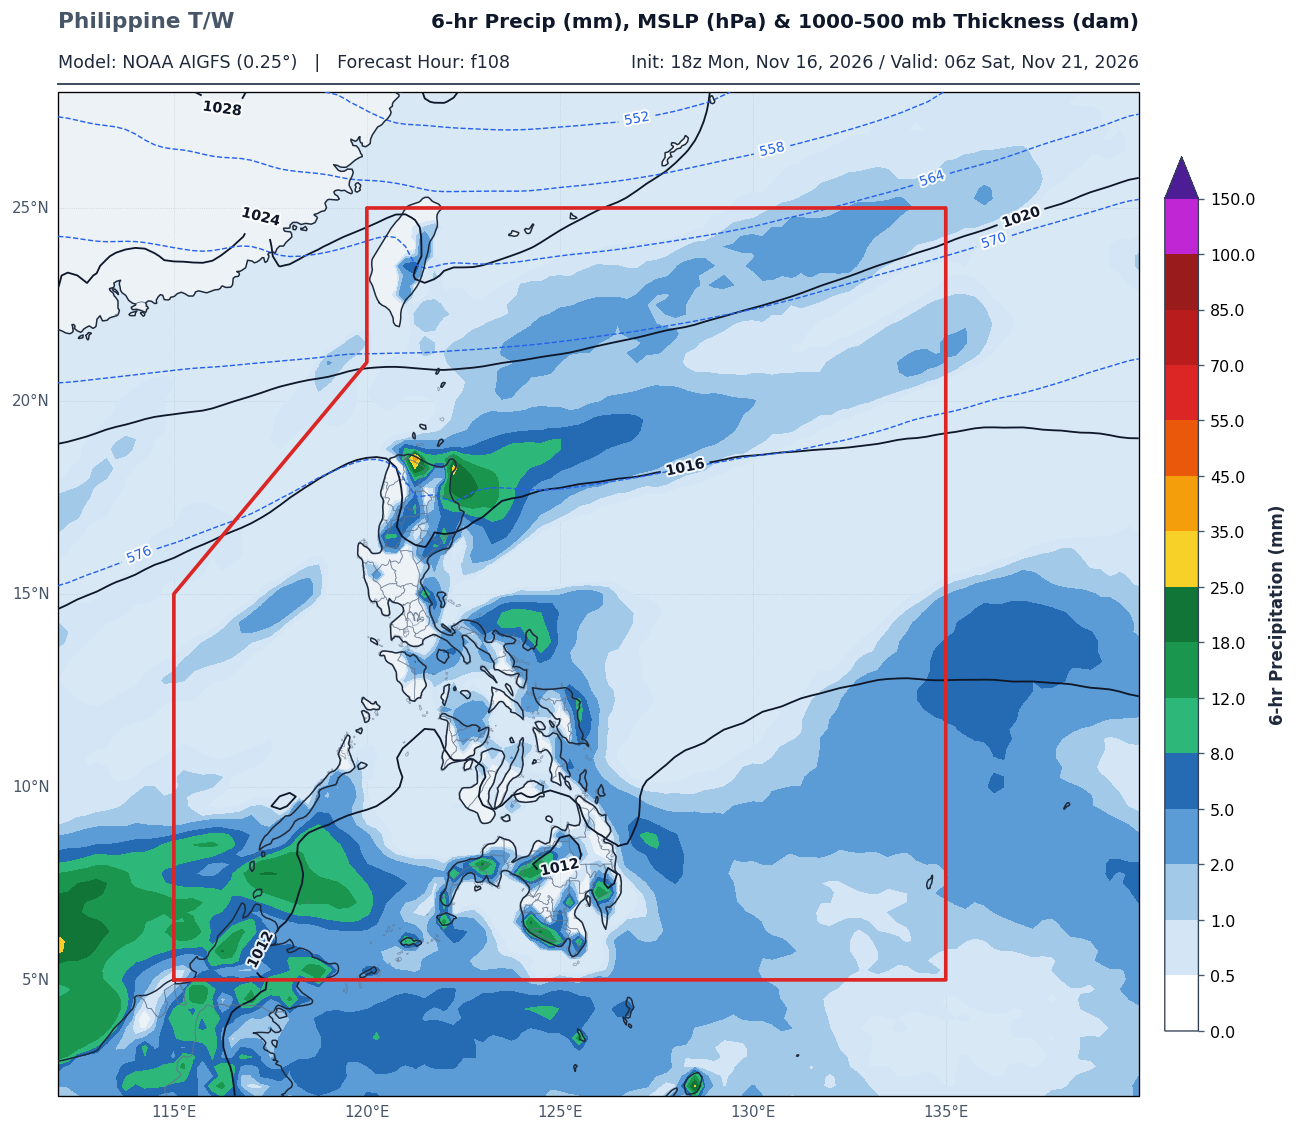 Philippine T/W
6-hr Precip (mm), MSLP (hPa) & 1000-500 mb Thickness (dam)
Model: NOAA AIGFS (0.25°) | Forecast Hour: f108
Init: 18z Mon, Nov 16, 2026 / Valid: 06z Sat, Nov 21, 2026
1028
552
558
564
1024
1020
570
1016
576
1012
1012
25°N
20°N
15°N
10°N
5°N
115°E
120°E
125°E
130°E
135°E
150.0
100.0
85.0
70.0
55.0
45.0
35.0
25.0
18.0
12.0
8.0
5.0
2.0
1.0
0.5
0.0
6-hr Precipitation (mm)